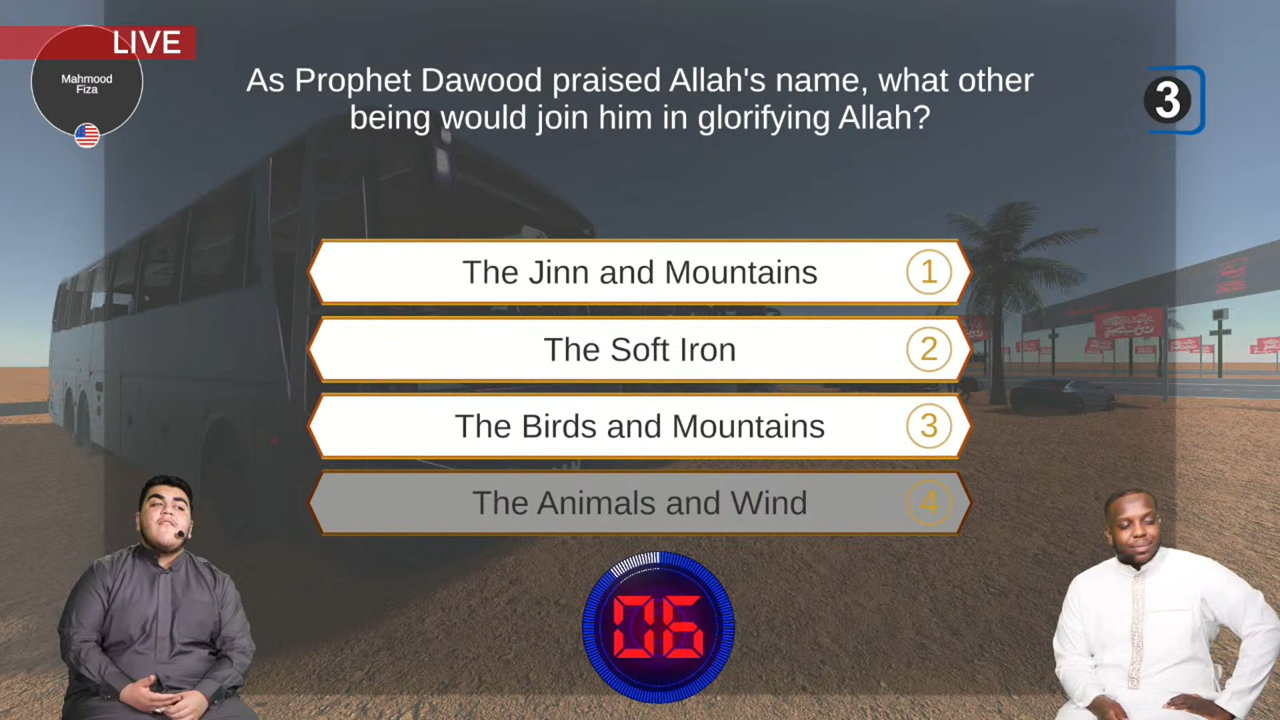 LIVE
Mahmood
Fiza
As Prophet Dawood praised Allah's name, what other
being would join him in glorifying Allah?
3
The Jinn and Mountains 1
The Soft Iron 2
The Birds and Mountains 3
The Animals and Wind 4
06